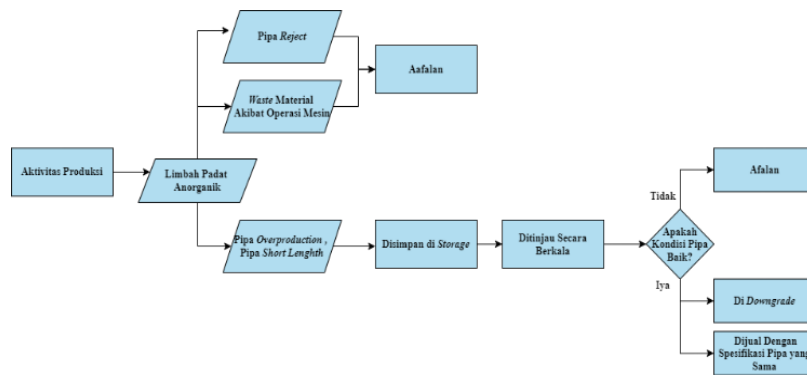 Pipa Reject
Aafalan
Waste Material
Akibat Operasi Mesin
Aktivitas Produksi
Limbah Padat
Anorganik
Afalan
Tidak
Pipa Overproduction ,
Pipa Short Lenghth
Disimpan di Storage
Ditinjau Secara
Berkala
Apakah
Kondisi Pipa
Baik?
Iya
Di Downgrade
Dijual Dengan
Spesifikasi Pipa yang
Sama